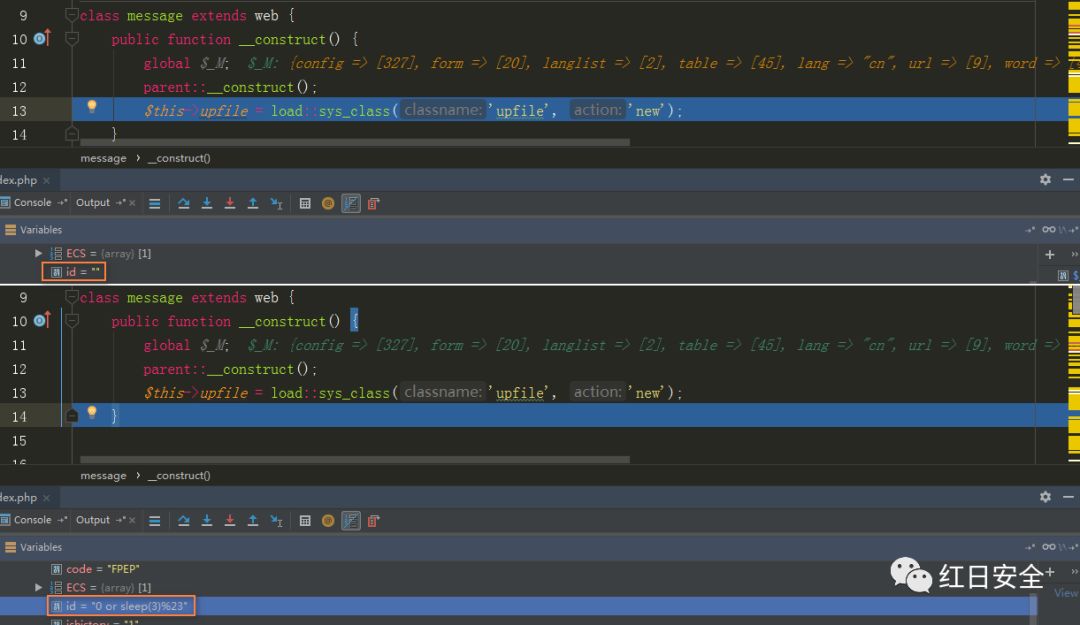 9 class message extends web {
10 public function __construct() {
11 global $_M; $_M: {config => [327], form => [20], langlist => [2], table => [45], lang => "cn", url => [9], word => [
12 parent::__construct();
13 $this->upfile = load::sys_class( classname: 'upfile', action: 'new');
14 }
message › __construct()
dex.php ×
Console Output
Variables
ECS = {array} [1]
id = ""
9 class message extends web {
10 public function __construct() {
11 global $_M; $_M: {config => [327], form => [20], langlist => [2], table => [45], lang => "cn", url => [9], word =>
12 parent::__construct();
13 $this->upfile = load::sys_class( classname: 'upfile', action: 'new');
14 }
15
16
message › __construct()
dex.php ×
Console Output
Variables
code = "FPEP"
ECS = {array} [1]
红日安全
id = "0 or sleep(3)%23"
View
ishistory = "1"